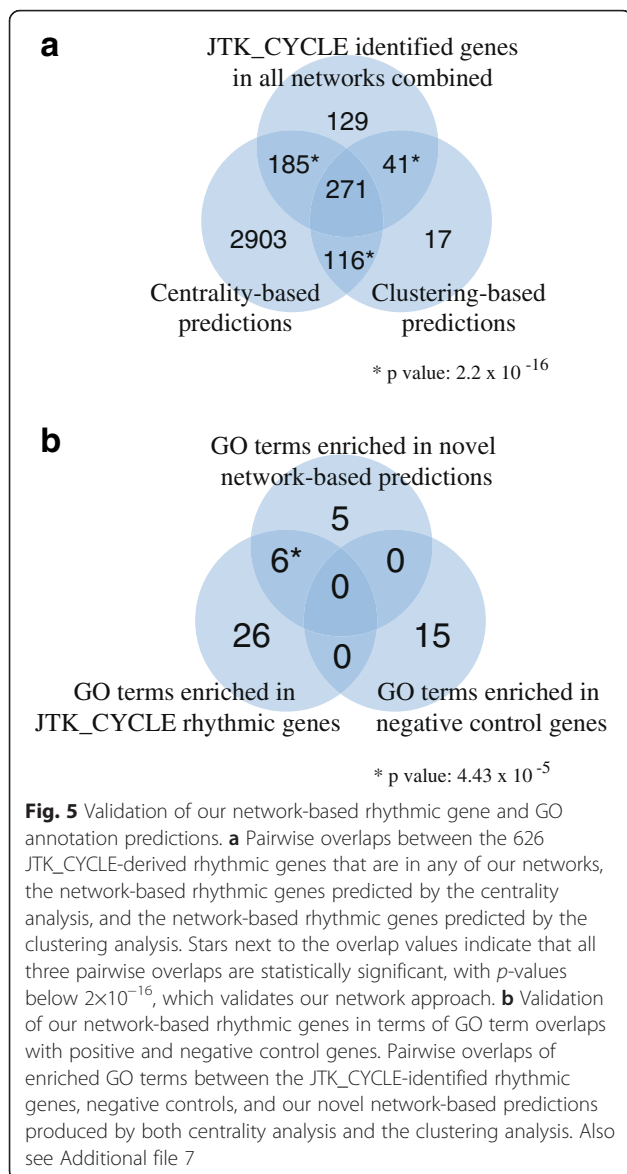 a
JTK_CYCLE identified genes
in all networks combined
129
185*
41*
271
2903
116*
17
Centrality-based
predictions
Clustering-based
predictions
* p value: 2.2 x 10 -16
b
GO terms enriched in novel
network-based predictions
5
6*
0
0
26
0
15
GO terms enriched in
JTK_CYCLE rhythmic genes
GO terms enriched in
negative control genes
* p value: 4.43 x 10 -5
Fig. 5 Validation of our network-based rhythmic gene and GO
annotation predictions. a Pairwise overlaps between the 626
JTK_CYCLE-derived rhythmic genes that are in any of our networks,
the network-based rhythmic genes predicted by the centrality
analysis, and the network-based rhythmic genes predicted by the
clustering analysis. Stars next to the overlap values indicate that all
three pairwise overlaps are statistically significant, with p-values
below 2×10⁻¹⁶, which validates our network approach. b Validation
of our network-based rhythmic genes in terms of GO term overlaps
with positive and negative control genes. Pairwise overlaps of
enriched GO terms between the JTK_CYCLE-identified rhythmic
genes, negative controls, and our novel network-based predictions
produced by both centrality analysis and the clustering analysis. Also
see Additional file 7